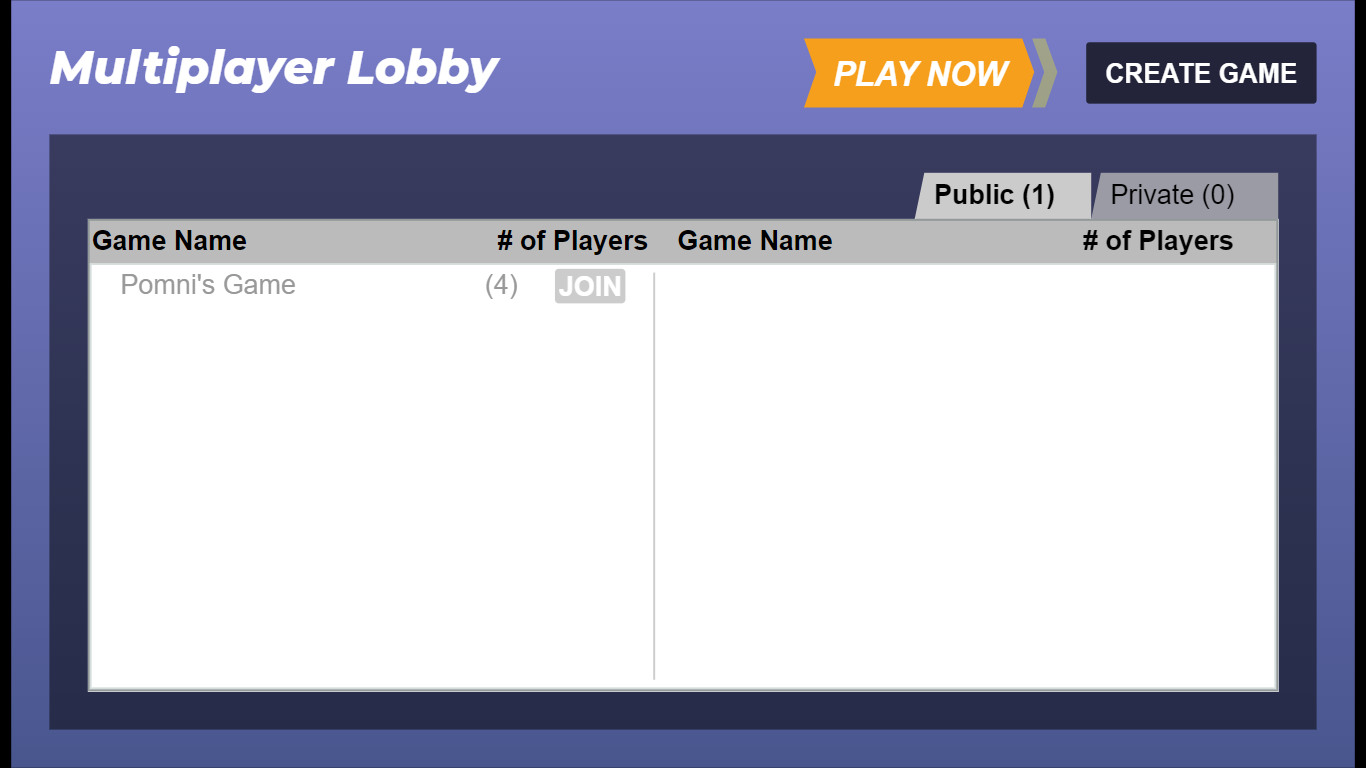 Multiplayer Lobby
PLAY NOW
CREATE GAME
Public (1)
Private (0)
Game Name
# of Players
Game Name
# of Players
Pomni's Game
(4)
JOIN